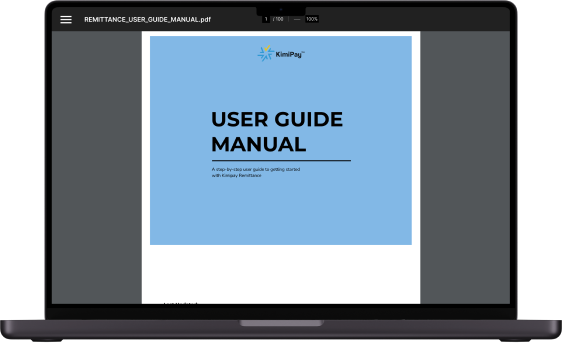 REMITTANCE_USER_GUIDE_MANUAL.pdf
1 / 100
100%
KimiPay™
USER GUIDE
MANUAL
A step-by-step user guide to getting started
with Kimipay Remittance